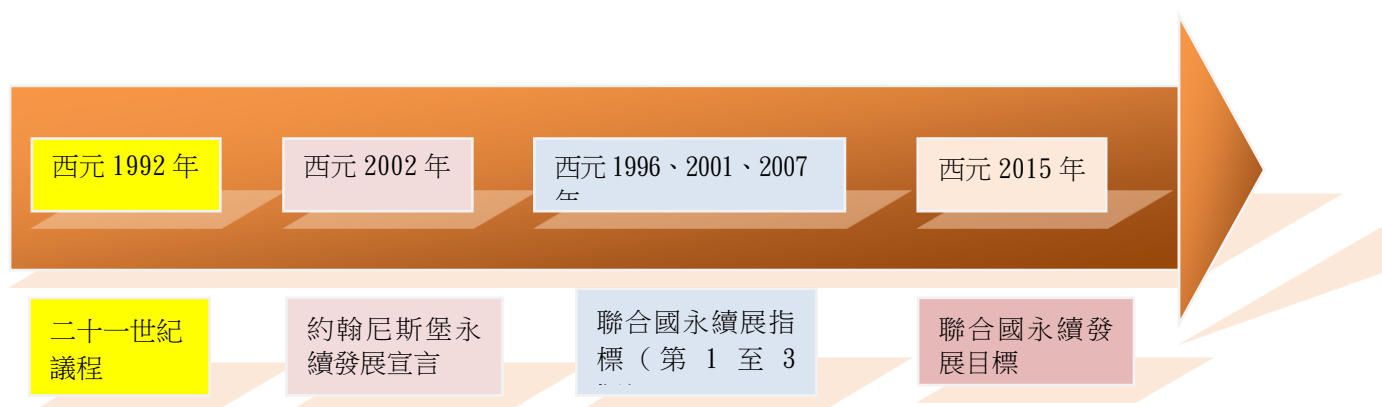 西元 1992 年
西元 2002 年
西元 1996、2001、2007
西元 2015 年
二十一世紀
議程
約翰尼斯堡永
續發展宣言
聯合國永續展指
標（第 1 至 3
聯合國永續發
展目標